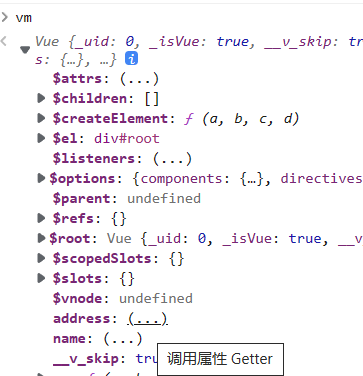 > vm
Vue {_uid: 0, _isVue: true, __v_skip: tr
s: {…}, …} i
$attrs: (...)
$children: []
$createElement: ƒ (a, b, c, d)
$el: div#root
$listeners: (...)
$options: {components: {…}, directives
$parent: undefined
$refs: {}
$root: Vue {_uid: 0, _isVue: true, __v
$scopedSlots: {}
$slots: {}
$vnode: undefined
address: (...)
name: (...)
__v_skip: tru
调用属性 Getter